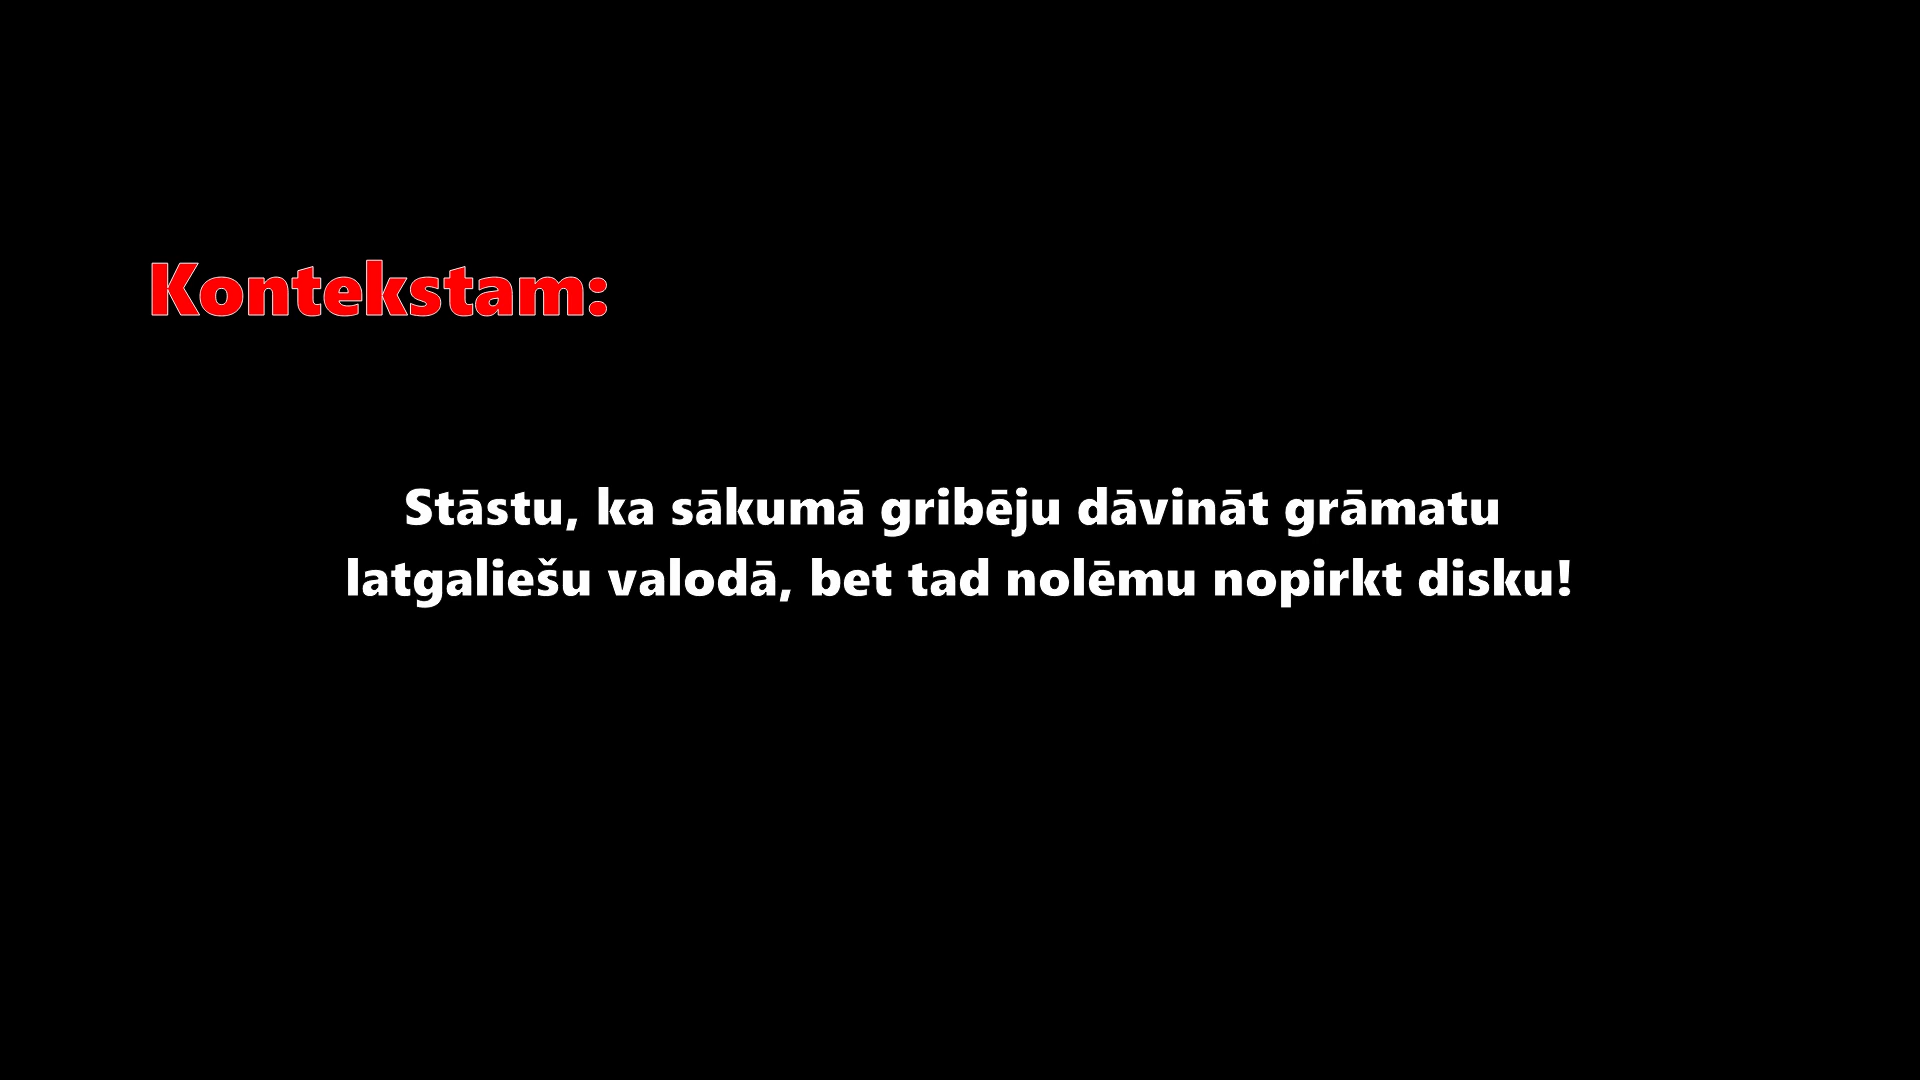 Kontekstam:
Stāstu, ka sākumā gribēju dāvināt grāmatu
latgaliešu valodā, bet tad nolēmu nopirkt disku!